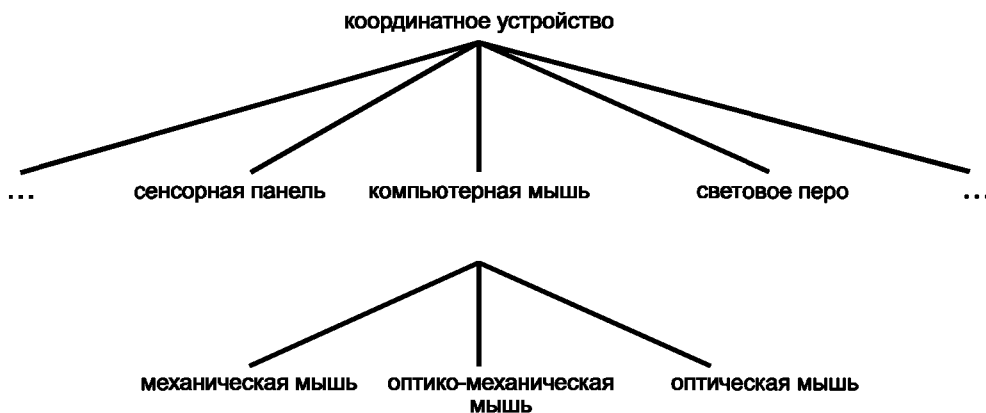 координатное устройство
... сенсорная панель компьютерная мышь световое перо ...
механическая мышь оптико-механическая мышь оптическая мышь